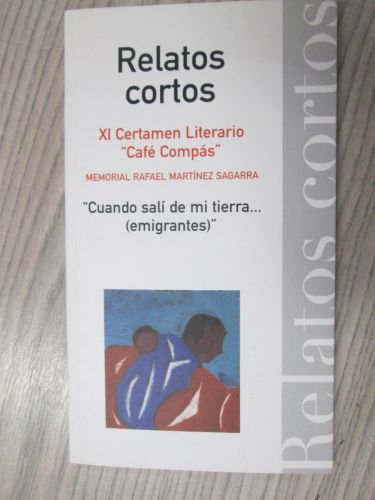 Relatos
cortos
XI Certamen Literario
"Café Compás"
MEMORIAL RAFAEL MARTÍNEZ SAGARRA
"Cuando salí de mi tierra...
(emigrantes)"
Relatos cortos